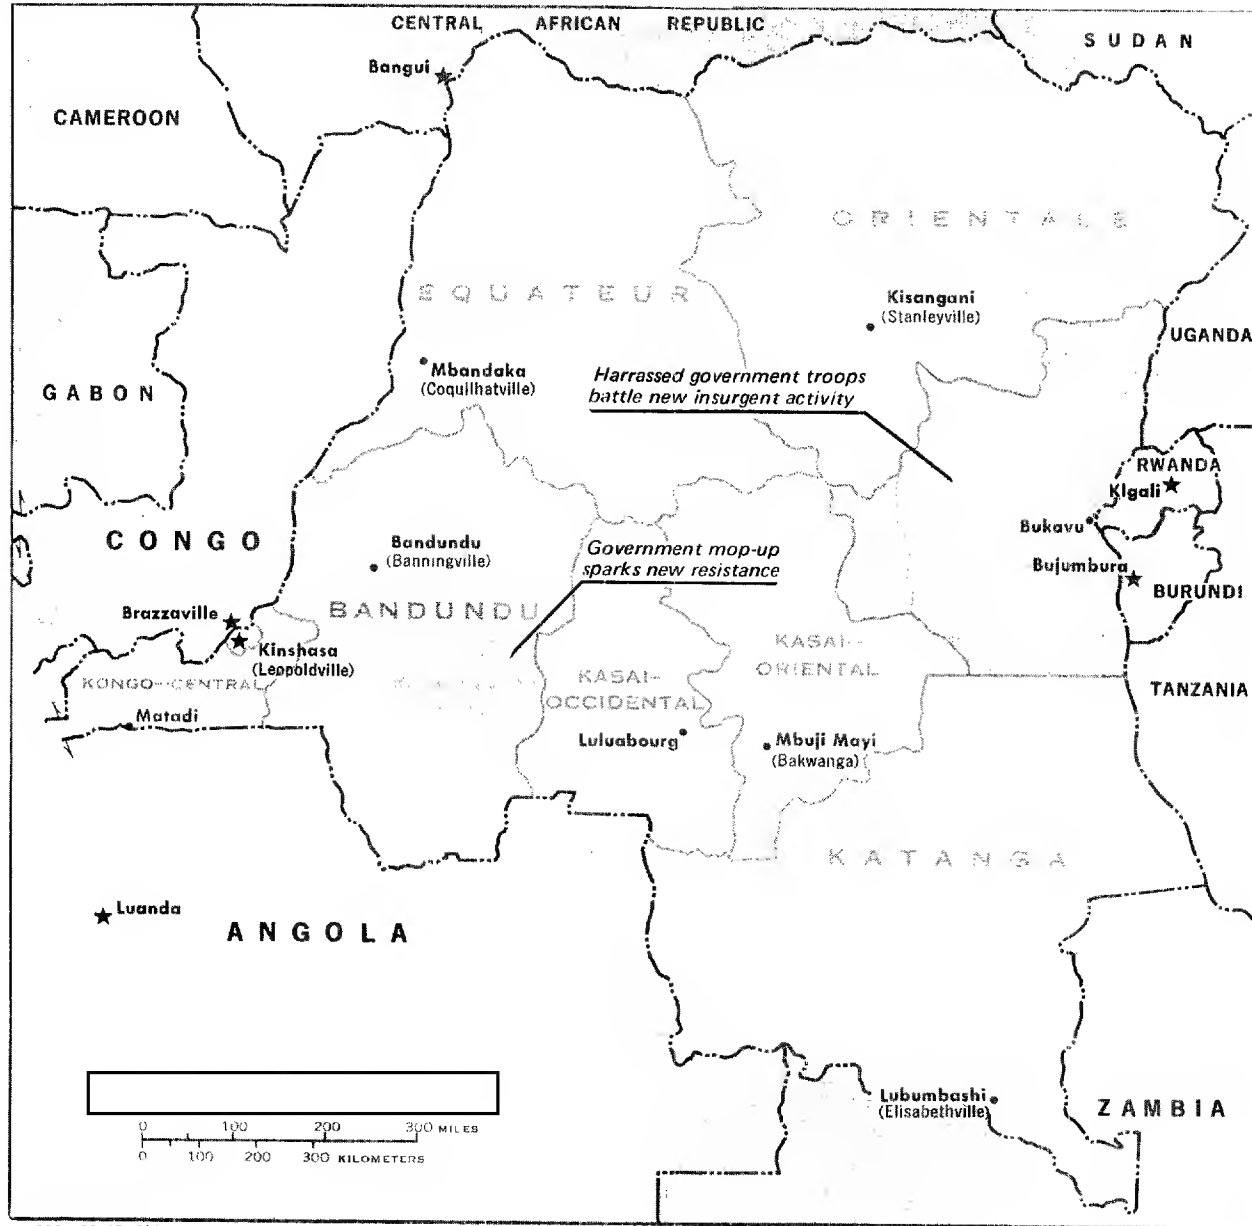 CENTRAL AFRICAN REPUBLIC
SUDAN
Bangui
CAMEROON
ORIENTALE
EQUATEUR
Kisangani
(Stanleyville)
UGANDA
Mbandaka
(Coquilhatville)
GABON
Harrassed government troops
battle new insurgent activity
RWANDA
Kigali
Bukavu
CONGO
Bandundu
(Banningville)
Government mop-up
sparks new resistance
Bujumbura
BURUNDI
BANDUNDU
Brazzaville
Kinshasa
(Leopoldville)
KASAI-
ORIENTAL
KONGO-CENTRAL
KASAI-
OCCIDENTAL
TANZANIA
Matadi
Luluabourg
Mbuji Mayi
(Bakwanga)
KATANGA
Luanda
ANGOLA
Lubumbashi
(Elisabethville)
ZAMBIA
0 100 200 300 MILES
0 100 200 300 KILOMETERS